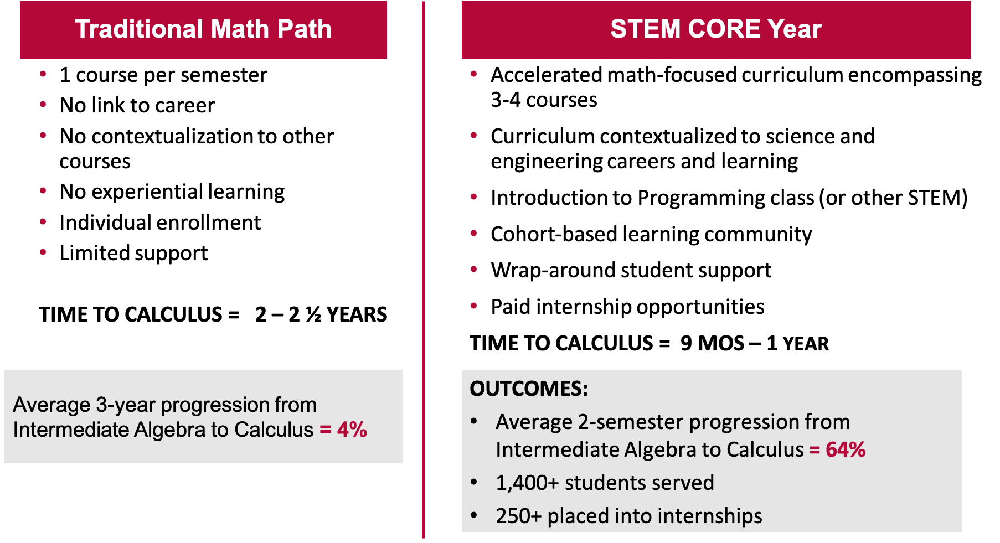 Traditional Math Path
• 1 course per semester
• No link to career
• No contextualization to other
courses
• No experiential learning
• Individual enrollment
• Limited support
TIME TO CALCULUS = 2 – 2 ½ YEARS
Average 3-year progression from
Intermediate Algebra to Calculus = 4%
STEM CORE Year
• Accelerated math-focused curriculum encompassing
3-4 courses
• Curriculum contextualized to science and
engineering careers and learning
• Introduction to Programming class (or other STEM)
• Cohort-based learning community
• Wrap-around student support
• Paid internship opportunities
TIME TO CALCULUS = 9 MOS – 1 YEAR
OUTCOMES:
• Average 2-semester progression from
Intermediate Algebra to Calculus = 64%
• 1,400+ students served
• 250+ placed into internships